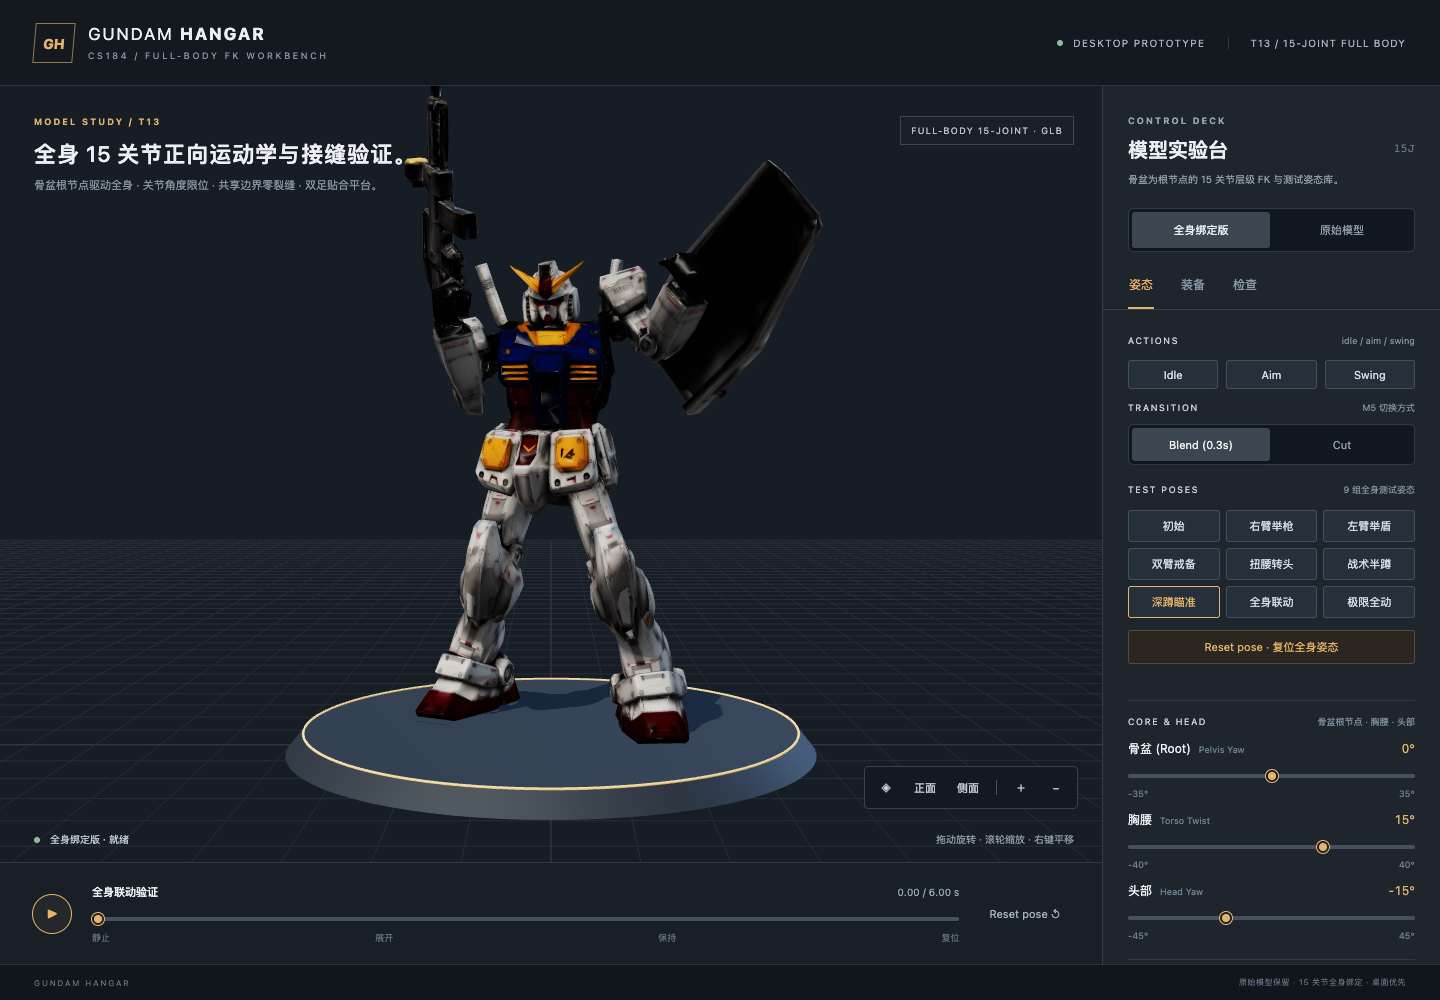 GH
GUNDAM HANGAR
CS184 / FULL-BODY FK WORKBENCH
DESKTOP PROTOTYPE
T13 / 15-JOINT FULL BODY
MODEL STUDY / T13
全身 15 关节正向运动学与接缝验证。
骨盆根节点驱动全身 · 关节角度限位 · 共享边界零裂缝 · 双足贴合平台。
FULL-BODY 15-JOINT · GLB
14
正面 侧面 + −
全身绑定版 · 就绪
拖动旋转 · 滚轮缩放 · 右键平移
全身联动验证
0.00 / 6.00 s
静止 展开 保持 复位
Reset pose ↺
CONTROL DECK
模型实验台
15J
骨盆为根节点的 15 关节层级 FK 与测试姿态库。
全身绑定版 原始模型
姿态 装备 检查
ACTIONS
idle / aim / swing
Idle Aim Swing
TRANSITION
M5 切换方式
Blend (0.3s) Cut
TEST POSES
9 组全身测试姿态
初始 右臂举枪 左臂举盾
双臂戒备 扭腰转头 战术半蹲
深蹲瞄准 全身联动 极限全动
Reset pose · 复位全身姿态
CORE & HEAD
骨盆根节点 · 胸腰 · 头部
骨盆 (Root) Pelvis Yaw 0°
-35° 35°
胸腰 Torso Twist 15°
-40° 40°
头部 Head Yaw -15°
-45° 45°
GUNDAM HANGAR
原始模型保留 · 15 关节全身绑定 · 桌面优先